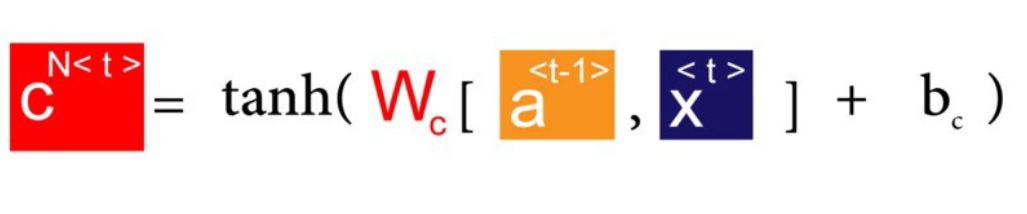 c^{N<t>} = tanh( W_c [ a^{<t-1>} , x^{<t>} ] + b_c )